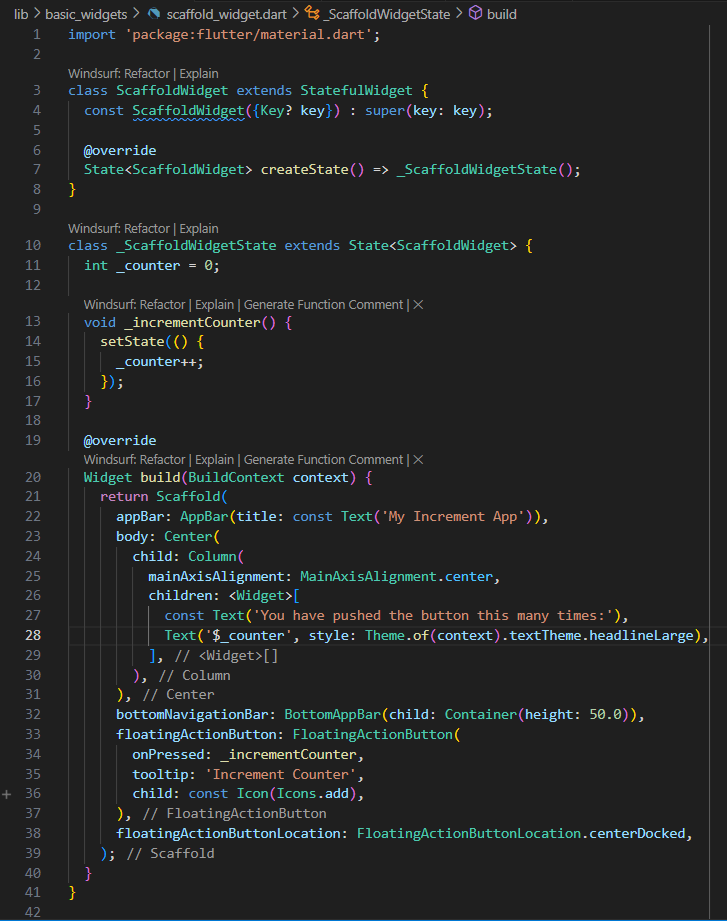 lib > basic_widgets > scaffold_widget.dart > _ScaffoldWidgetState > build
1 import 'package:flutter/material.dart';
2
Windsurf: Refactor | Explain
3 class ScaffoldWidget extends StatefulWidget {
4 const ScaffoldWidget({Key? key}) : super(key: key);
5
6 @override
7 State<ScaffoldWidget> createState() => _ScaffoldWidgetState();
8 }
9
Windsurf: Refactor | Explain
10 class _ScaffoldWidgetState extends State<ScaffoldWidget> {
11 int _counter = 0;
12
Windsurf: Refactor | Explain | Generate Function Comment | ×
13 void _incrementCounter() {
14 setState(() {
15 _counter++;
16 });
17 }
18
19 @override
Windsurf: Refactor | Explain | Generate Function Comment | ×
20 Widget build(BuildContext context) {
21 return Scaffold(
22 appBar: AppBar(title: const Text('My Increment App')),
23 body: Center(
24 child: Column(
25 mainAxisAlignment: MainAxisAlignment.center,
26 children: <Widget>[
27 const Text('You have pushed the button this many times:'),
28 Text('$_counter', style: Theme.of(context).textTheme.headlineLarge),
29 ], // <Widget>[]
30 ), // Column
31 ), // Center
32 bottomNavigationBar: BottomAppBar(child: Container(height: 50.0)),
33 floatingActionButton: FloatingActionButton(
34 onPressed: _incrementCounter,
35 tooltip: 'Increment Counter',
+ 36 child: const Icon(Icons.add),
37 ), // FloatingActionButton
38 floatingActionButtonLocation: FloatingActionButtonLocation.centerDocked,
39 ); // Scaffold
40 }
41 }
42